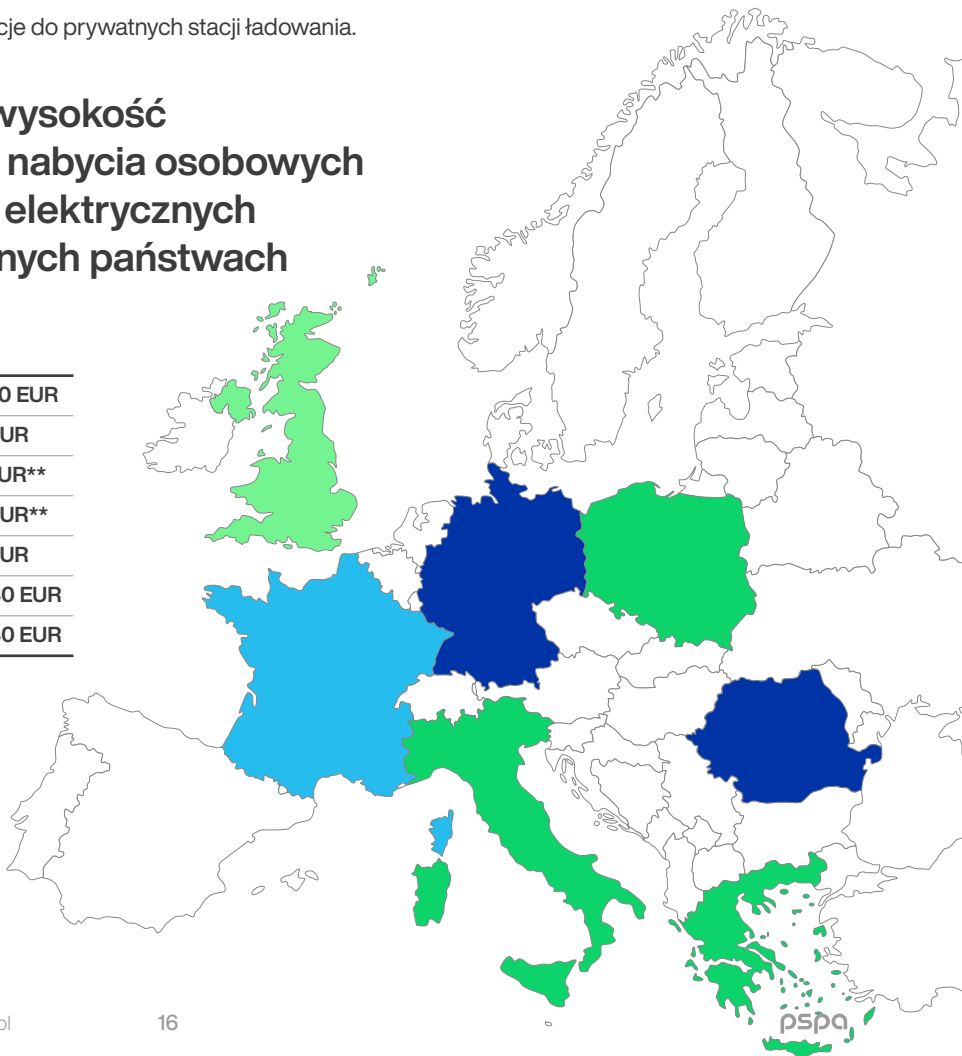 cje do prywatnych stacji ładowania.
wysokość
nabycia osobowych
elektrycznych
nych państwach
0 EUR
UR
UR**
UR**
UR
0 EUR
0 EUR
pl 16 pspa